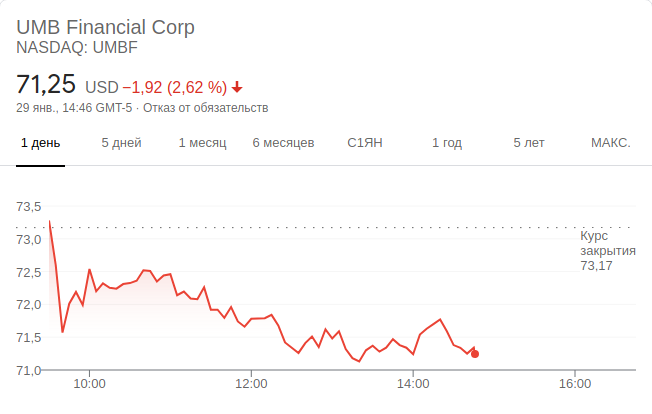 UMB Financial Corp
NASDAQ: UMBF
71,25 USD −1,92 (2,62 %)
29 янв., 14:46 GMT-5 · Отказ от обязательств
1 день 5 дней 1 месяц 6 месяцев С1ЯН 1 год 5 лет МАКС.
73,5
73,0
72,5
72,0
71,5
71,0
Курс
закрытия
73,17
10:00 12:00 14:00 16:00